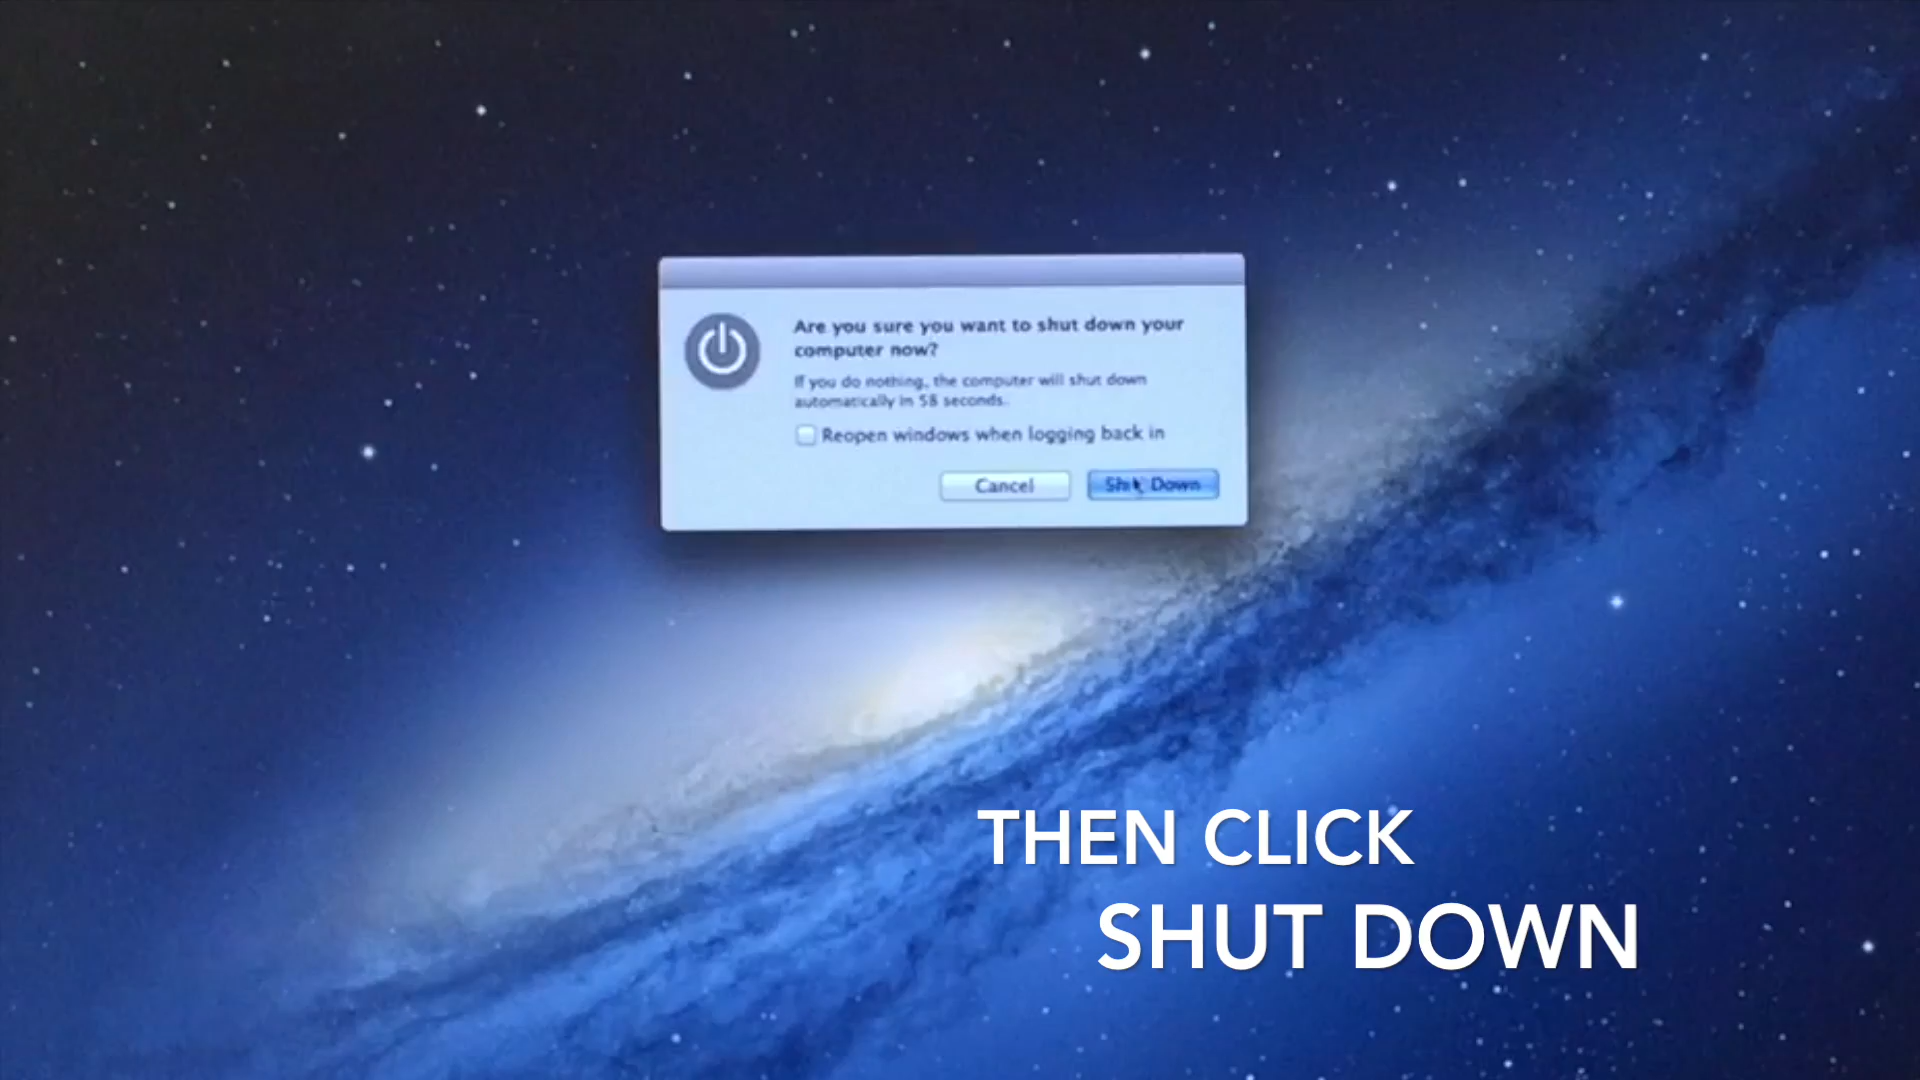 Are you sure you want to shut down your
computer now?
If you do nothing, the computer will shut down
automatically in 58 seconds.
Reopen windows when logging back in
Cancel
Shut Down
THEN CLICK
SHUT DOWN